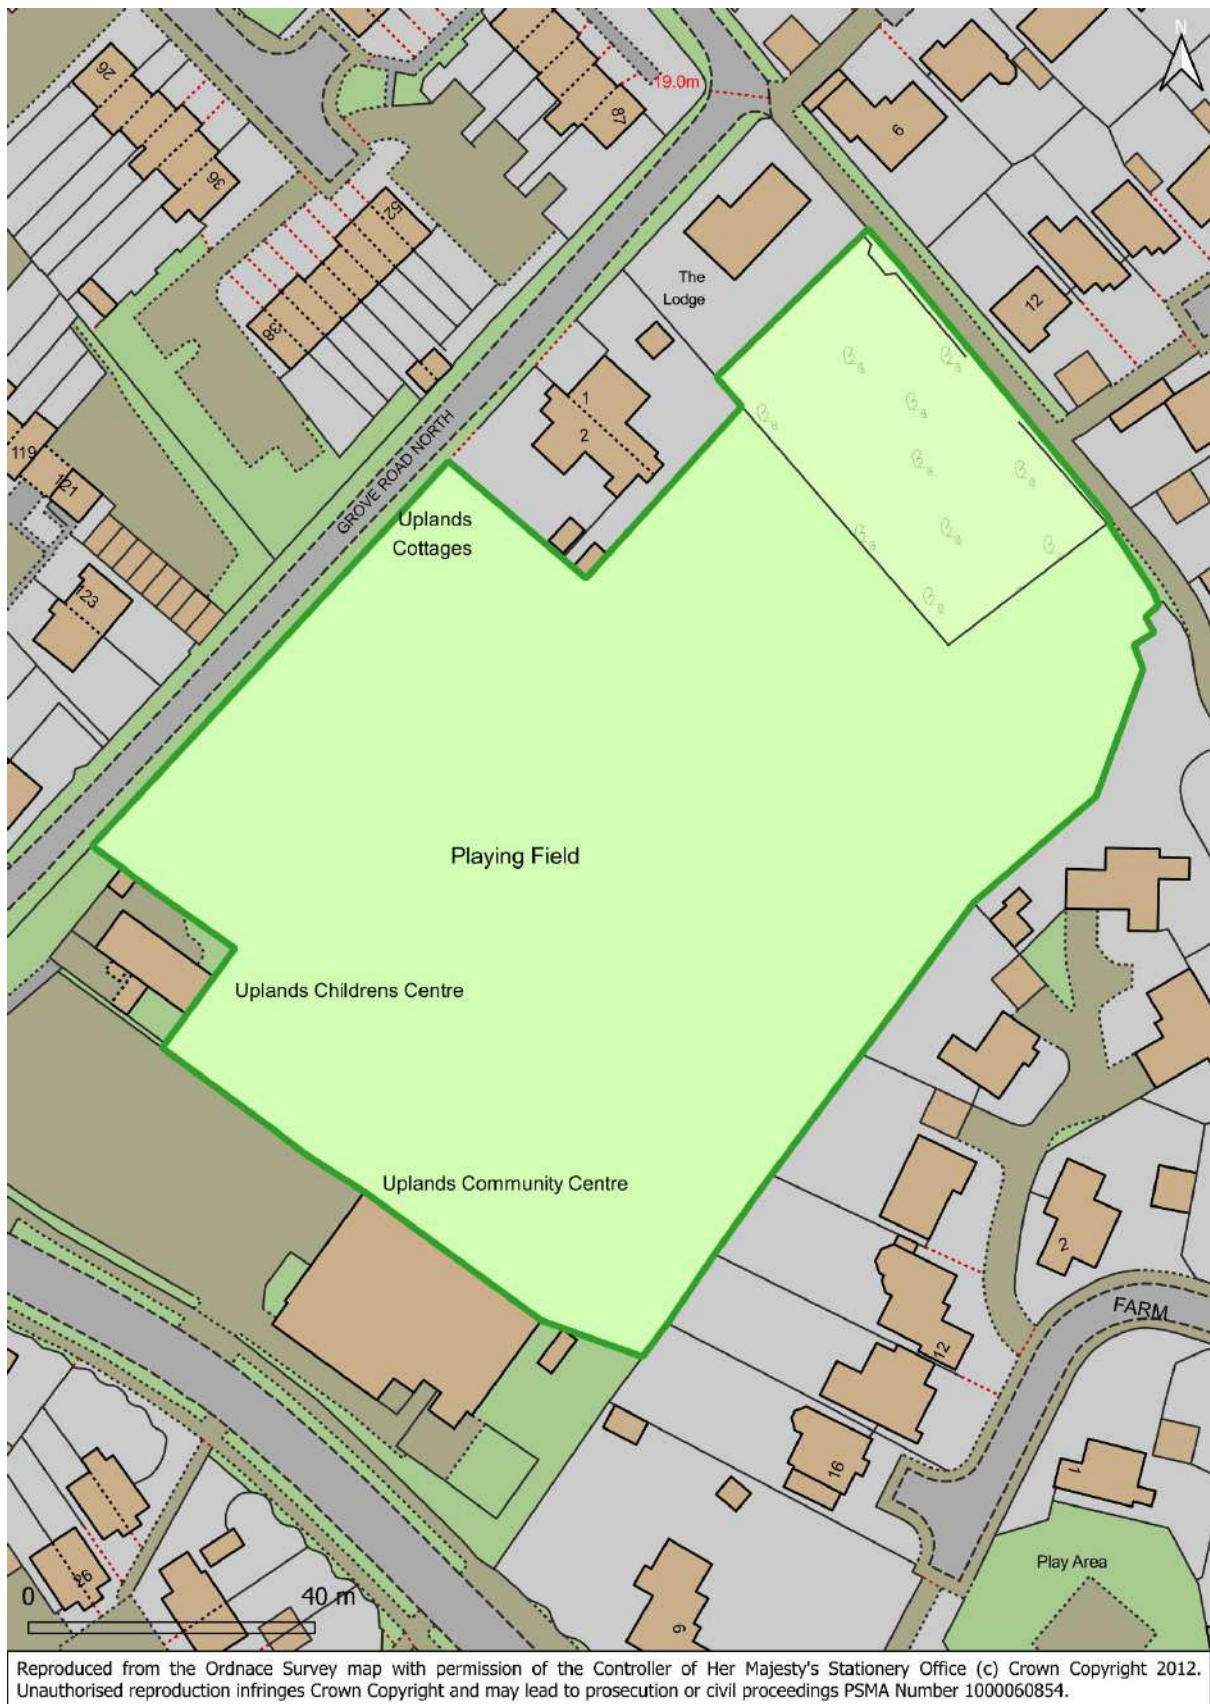 N
26
19.0m
87
9
36
52
The
Lodge
12
38
1
119
GROVE ROAD NORTH
2
121
Uplands
Cottages
123
Playing Field
Uplands Childrens Centre
Uplands Community Centre
2
FARM
12
16
1
Play Area
26
0
40 m
9
Reproduced from the Ordnace Survey map with permission of the Controller of Her Majesty's Stationery Office (c) Crown Copyright 2012.
Unauthorised reproduction infringes Crown Copyright and may lead to prosecution or civil proceedings PSMA Number 1000060854.